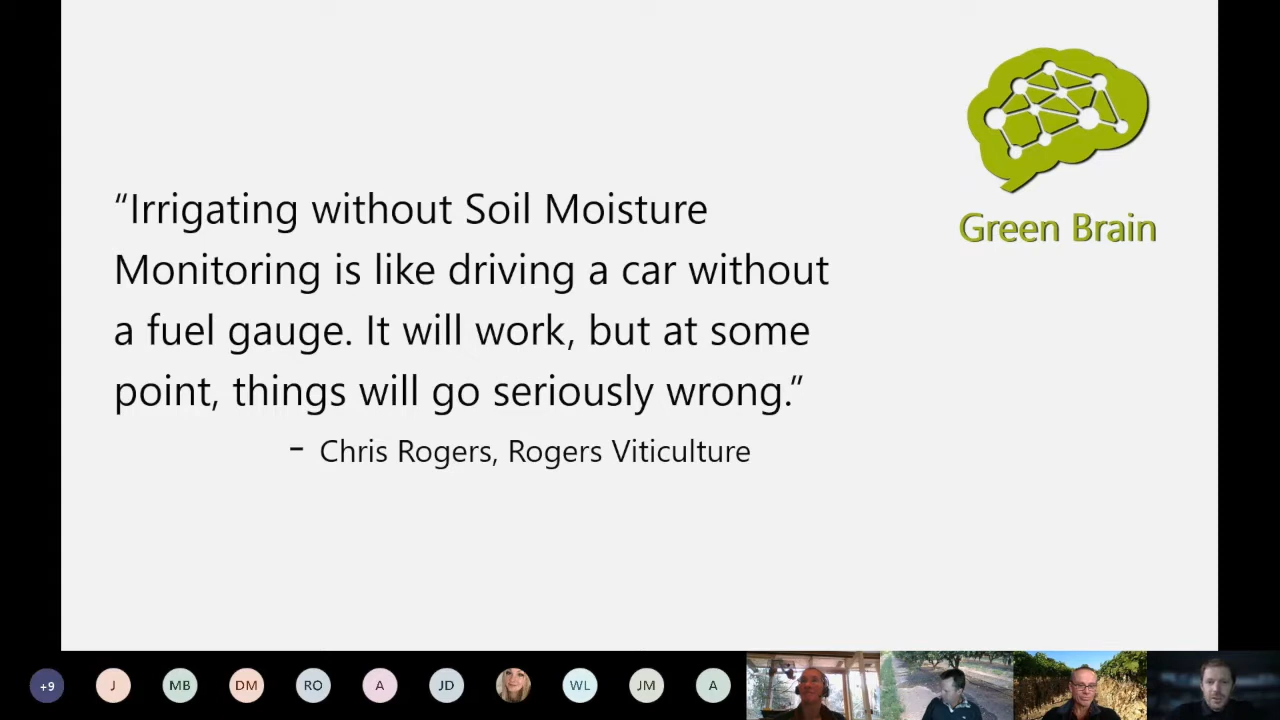 “Irrigating without Soil Moisture
Monitoring is like driving a car without
a fuel gauge. It will work, but at some
point, things will go seriously wrong.”
- Chris Rogers, Rogers Viticulture
Green Brain
+9
J
MB
DM
RO
A
JD
WL
JM
A